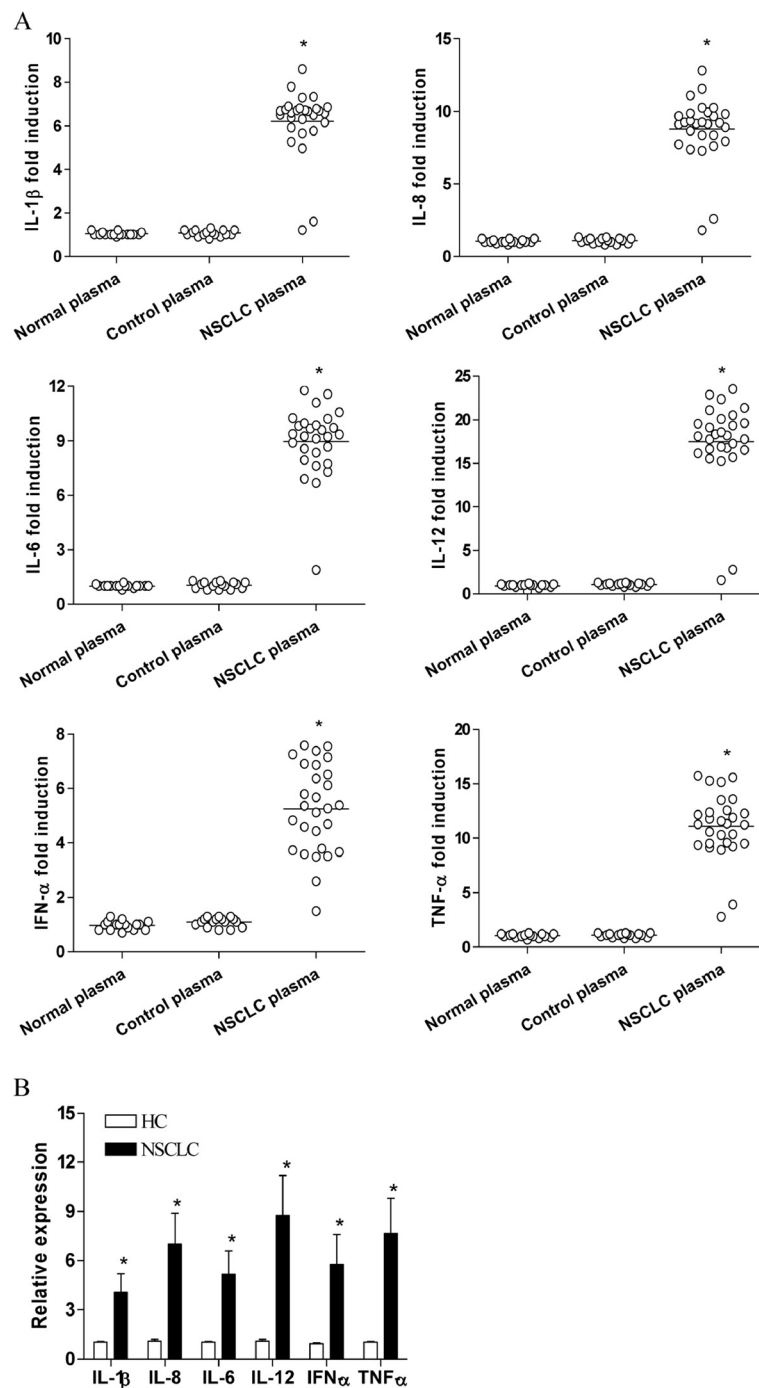 A
IL-1β fold induction
10
8
6
4
2
0
*
Normal plasma
Control plasma
NSCLC plasma
IL-8 fold induction
15
10
5
0
*
Normal plasma
Control plasma
NSCLC plasma
IL-6 fold induction
12
9
6
3
0
*
Normal plasma
Control plasma
NSCLC plasma
IL-12 fold induction
25
20
15
10
5
0
*
Normal plasma
Control plasma
NSCLC plasma
IFN-α fold induction
8
6
4
2
0
*
Normal plasma
Control plasma
NSCLC plasma
TNF-α fold induction
20
15
10
5
0
*
Normal plasma
Control plasma
NSCLC plasma
B
Relative expression
15
12
9
6
3
0
HC
NSCLC
* * * * * *
IL-1β IL-8 IL-6 IL-12 IFNα TNFα